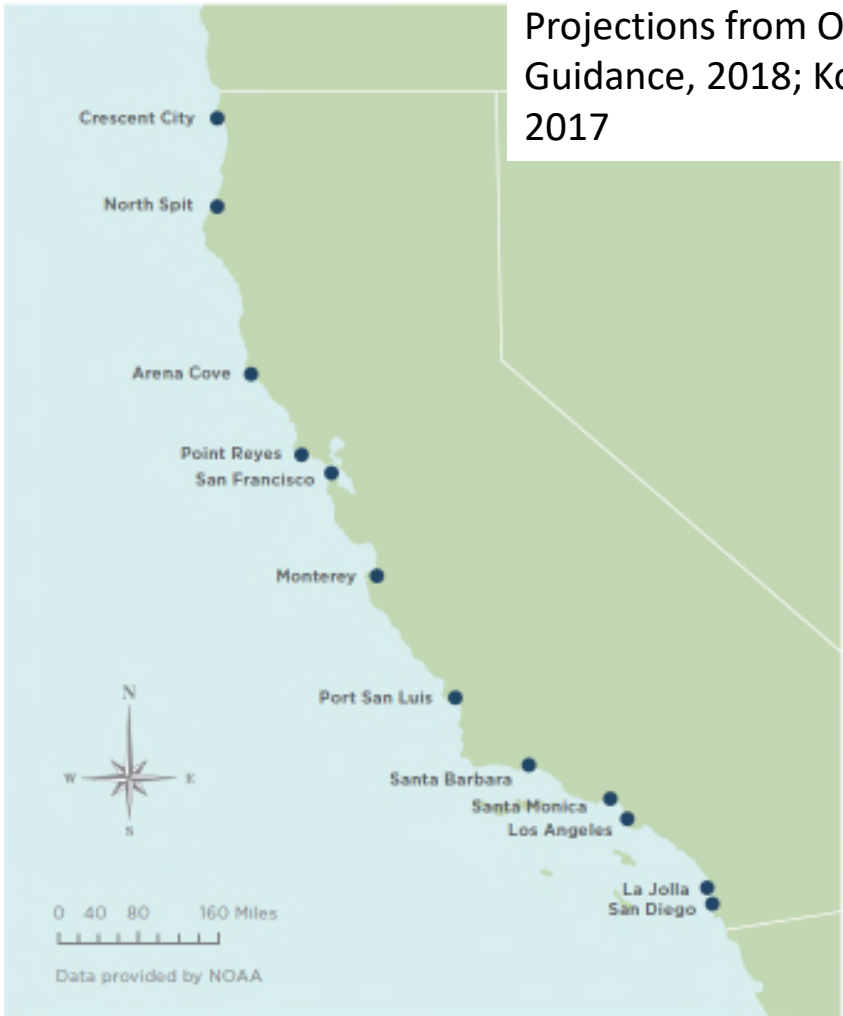 Projections from O
Guidance, 2018; Ko
2017
Crescent City
North Spit
Arena Cove
Point Reyes
San Francisco
Monterey
Port San Luis
Santa Barbara
Santa Monica
Los Angeles
La Jolla
San Diego
N
W E
S
0 40 80 160 Miles
Data provided by NOAA